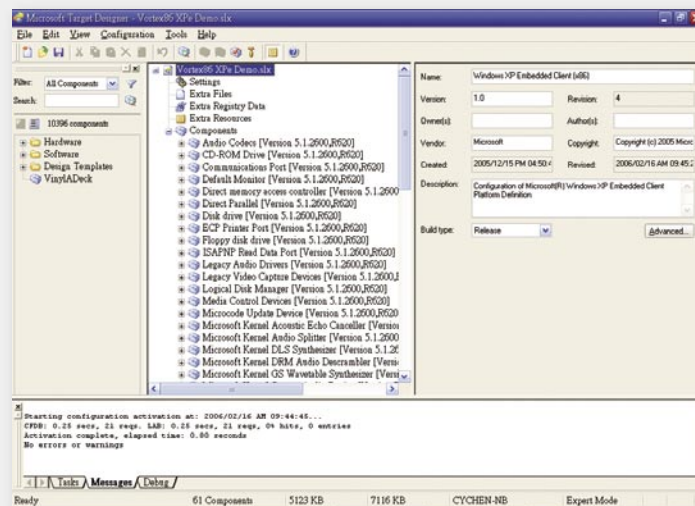 Microsoft Target Designer - Vortex86 XPe Demo.slx
File Edit View Configuration Tools Help
Filter: All Components
Search:
10396 components
Hardware
Software
Design Templates
VinylADeck
Vortex86 XPe Demo.slx
Settings
Extra Files
Extra Registry Data
Extra Resources
Components
Audio Codecs [Version 5.1.2600,R620]
CD-ROM Drive [Version 5.1.2600,R620]
Communications Port [Version 5.1.2600,R620]
Default Monitor [Version 5.1.2600,R620]
Direct memory access controller [Version 5.1.2600
Direct Parallel [Version 5.1.2600,R620]
Disk drive [Version 5.1.2600,R620]
ECP Printer Port [Version 5.1.2600,R620]
Floppy disk drive [Version 5.1.2600,R620]
ISAPNP Read Data Port [Version 5.1.2600,R620]
Legacy Audio Drivers [Version 5.1.2600,R620]
Legacy Video Capture Devices [Version 5.1.2600,
Logical Disk Manager [Version 5.1.2600,R620]
Media Control Devices [Version 5.1.2600,R620]
Microcode Update Device [Version 5.1.2600,R620
Microsoft Kernel Acoustic Echo Canceller [Version
Microsoft Kernel Audio Splitter [Version 5.1.2600
Microsoft Kernel DLS Synthesizer [Version 5.1.26
Microsoft Kernel DRM Audio Descrambler [Versi
Microsoft Kernel GS Wavetable Synthesizer [Versi
Name: Windows XP Embedded Client (x86)
Version: 1.0 Revision: 4
Owner(s): Author(s):
Vendor: Microsoft Copyright: Copyright (c) 2005 Micro
Created: 2005/12/15 PM 04:50:4 Revised: 2006/02/16 AM 09:45:2
Description: Configuration of Microsoft(R) Windows XP Embedded Client
Platform Definition
Build type: Release Advanced...
Starting configuration activation at: 2006/02/16 AM 09:44:45...
CFDB: 0.25 secs, 21 reqs. LAB: 0.25 secs, 21 reqs, 0% hits, 0 entries
Activation complete, elapsed time: 0.80 seconds
No errors or warnings
Tasks Messages Debug
Ready 61 Components 5123 KB 7116 KB CYCHEN-NB Expert Mode